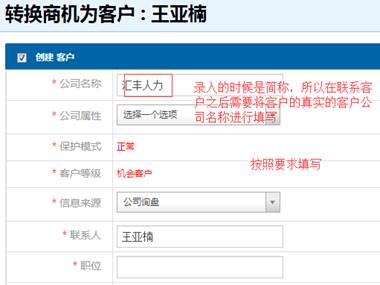 转换商机为客户 : 王亚楠
创建 客户
* 公司名称 汇丰人力
录入的时候是简称，所以在联系客
户之后需要将客户的真实的客户公
司名称进行填写
* 公司属性 选择一个选项
* 保护模式 正常
* 客户等级 机会客户
按照要求填写
* 信息来源 公司询盘
* 联系人 王亚楠
* 职位